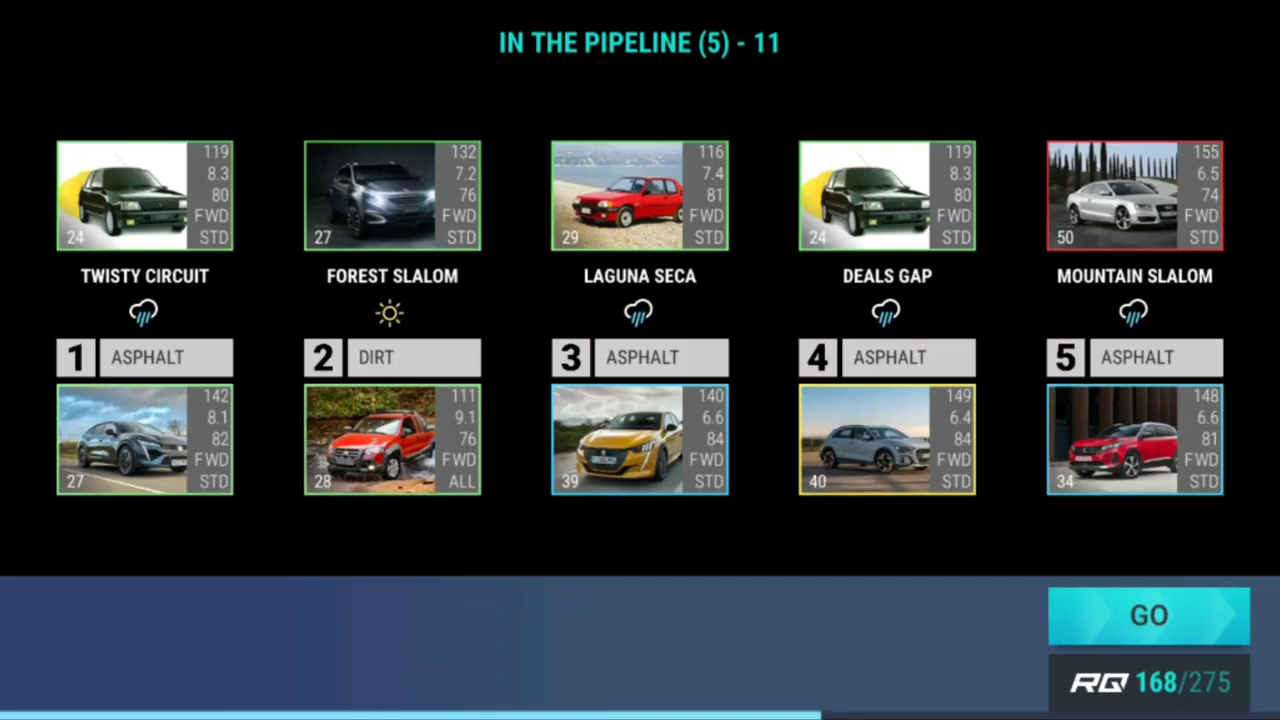 IN THE PIPELINE (5) - 11
119
8.3
80
FWD
24 STD
132
7.2
76
FWD
27 STD
116
7.4
81
FWD
29 STD
119
8.3
80
FWD
24 STD
155
6.5
74
FWD
50 STD
TWISTY CIRCUIT
FOREST SLALOM
LAGUNA SECA
DEALS GAP
MOUNTAIN SLALOM
1 ASPHALT
2 DIRT
3 ASPHALT
4 ASPHALT
5 ASPHALT
142
8.1
82
FWD
27 STD
111
9.1
76
FWD
28 ALL
140
6.6
84
FWD
39 STD
149
6.4
84
FWD
40 STD
148
6.6
81
FWD
34 STD
GO
RQ 168/275